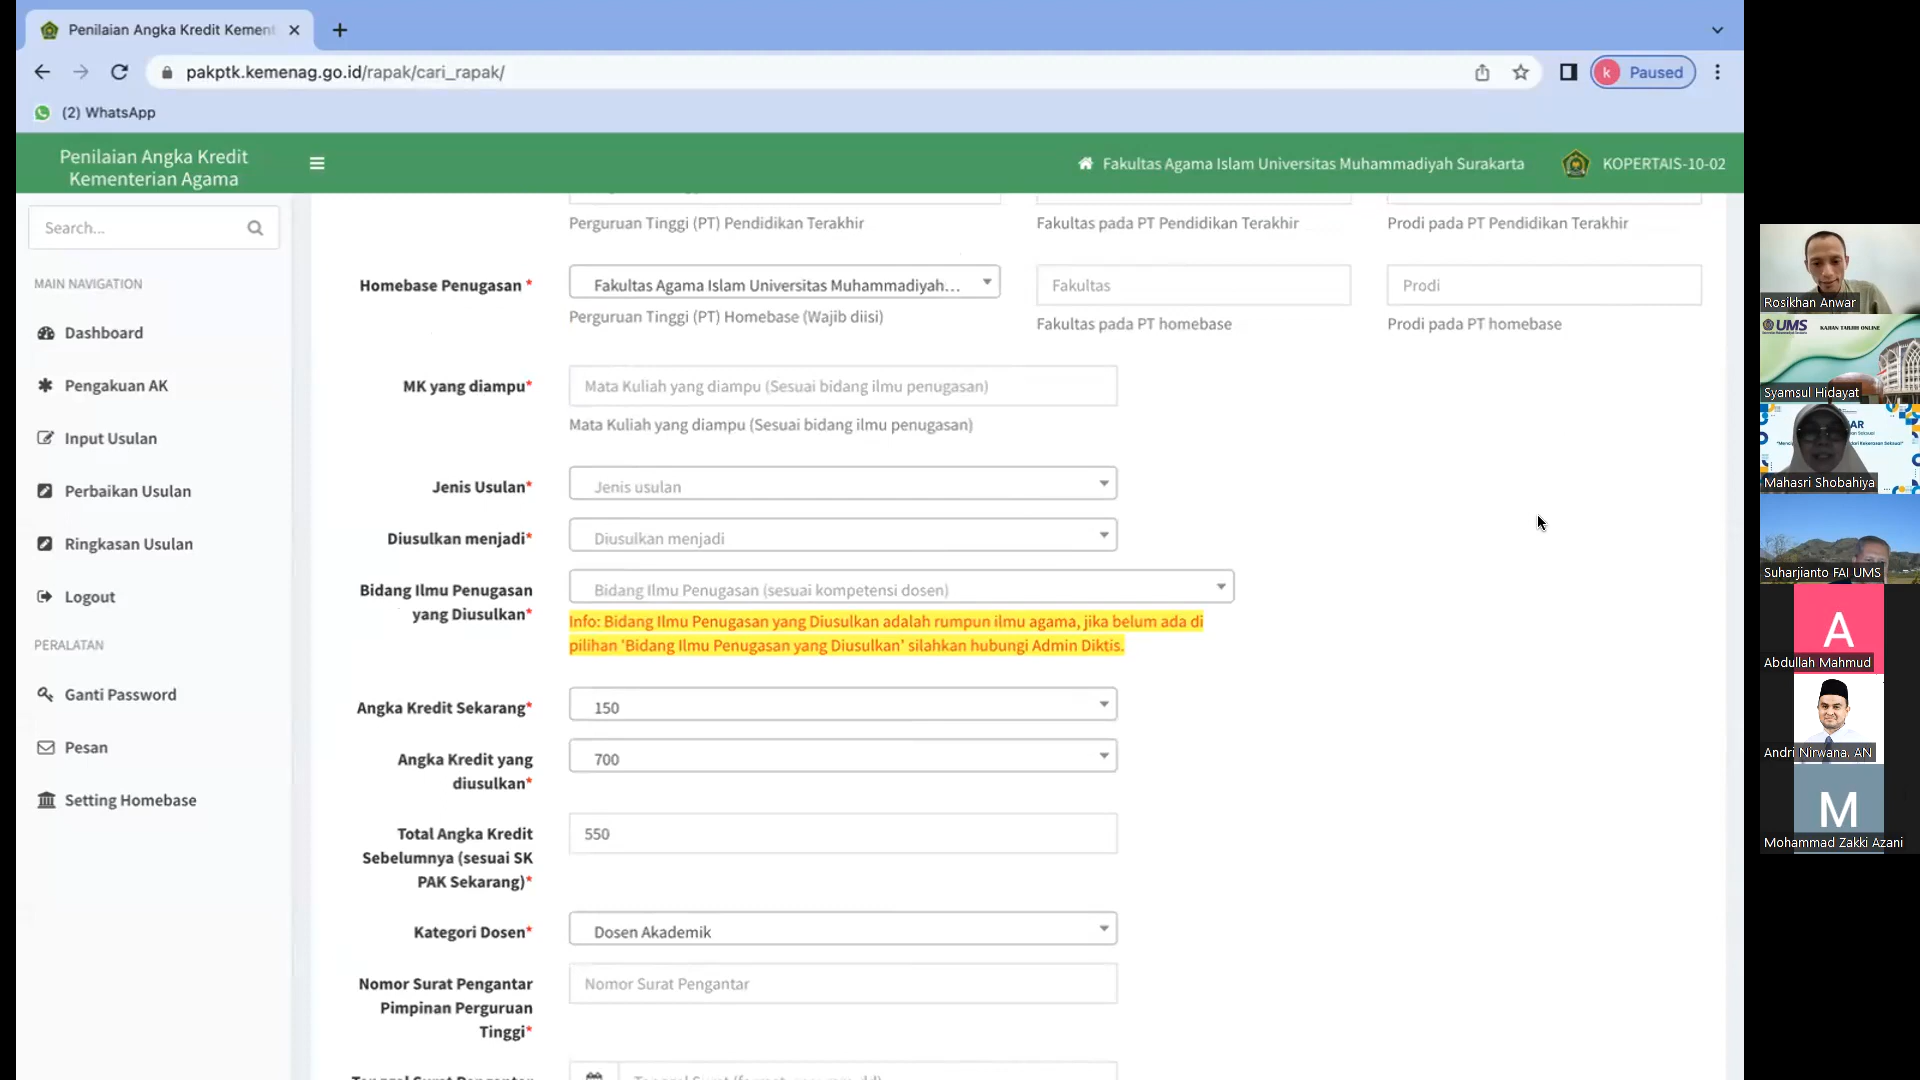 Penilaian Angka Kredit Kement
pakptk.kemenag.go.id/rapak/cari_rapak/
k Paused
(2) WhatsApp
Penilaian Angka Kredit
Kementerian Agama
Fakultas Agama Islam Universitas Muhammadiyah Surakarta
KOPERTAIS-10-02
Search...
MAIN NAVIGATION
Dashboard
Pengakuan AK
Input Usulan
Perbaikan Usulan
Ringkasan Usulan
Logout
PERALATAN
Ganti Password
Pesan
Setting Homebase
Perguruan Tinggi (PT) Pendidikan Terakhir
Fakultas pada PT Pendidikan Terakhir
Prodi pada PT Pendidikan Terakhir
Homebase Penugasan *
Fakultas Agama Islam Universitas Muhammadiyah...
Fakultas
Prodi
Perguruan Tinggi (PT) Homebase (Wajib diisi)
Fakultas pada PT homebase
Prodi pada PT homebase
MK yang diampu*
Mata Kuliah yang diampu (Sesuai bidang ilmu penugasan)
Mata Kuliah yang diampu (Sesuai bidang ilmu penugasan)
Jenis Usulan*
Jenis usulan
Diusulkan menjadi*
Diusulkan menjadi
Bidang Ilmu Penugasan
yang Diusulkan*
Bidang Ilmu Penugasan (sesuai kompetensi dosen)
Info: Bidang Ilmu Penugasan yang Diusulkan adalah rumpun ilmu agama, jika belum ada di
pilihan 'Bidang Ilmu Penugasan yang Diusulkan' silahkan hubungi Admin Diktis.
Angka Kredit Sekarang*
150
Angka Kredit yang
diusulkan*
700
Total Angka Kredit
Sebelumnya (sesuai SK
PAK Sekarang)*
550
Kategori Dosen*
Dosen Akademik
Nomor Surat Pengantar
Pimpinan Perguruan
Tinggi*
Nomor Surat Pengantar
Rosikhan Anwar
UMS
KAJIAN TARJIH ONLINE
Syamsul Hidayat
Mahasri Shobahiya
Suharjianto FAI UMS
A
Abdullah Mahmud
Andri Nirwana. AN
M
Mohammad Zakki Azani